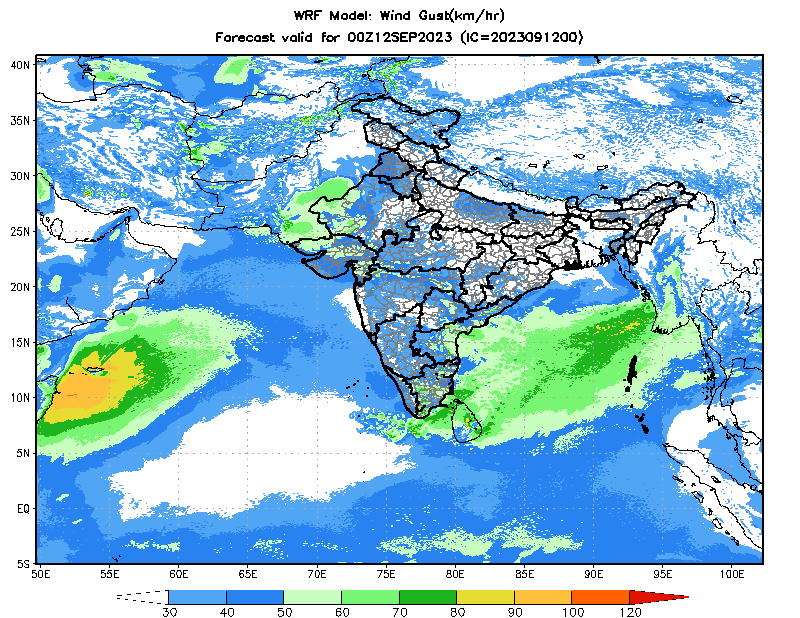 WRF Model: Wind Gust(km/hr)
Forecast valid for 00Z12SEP2023 (IC=2023091200)
40N
35N
30N
25N
20N
15N
10N
5N
EQ
5S
50E 55E 60E 65E 70E 75E 80E 85E 90E 95E 100E
30 40 50 60 70 80 90 100 120